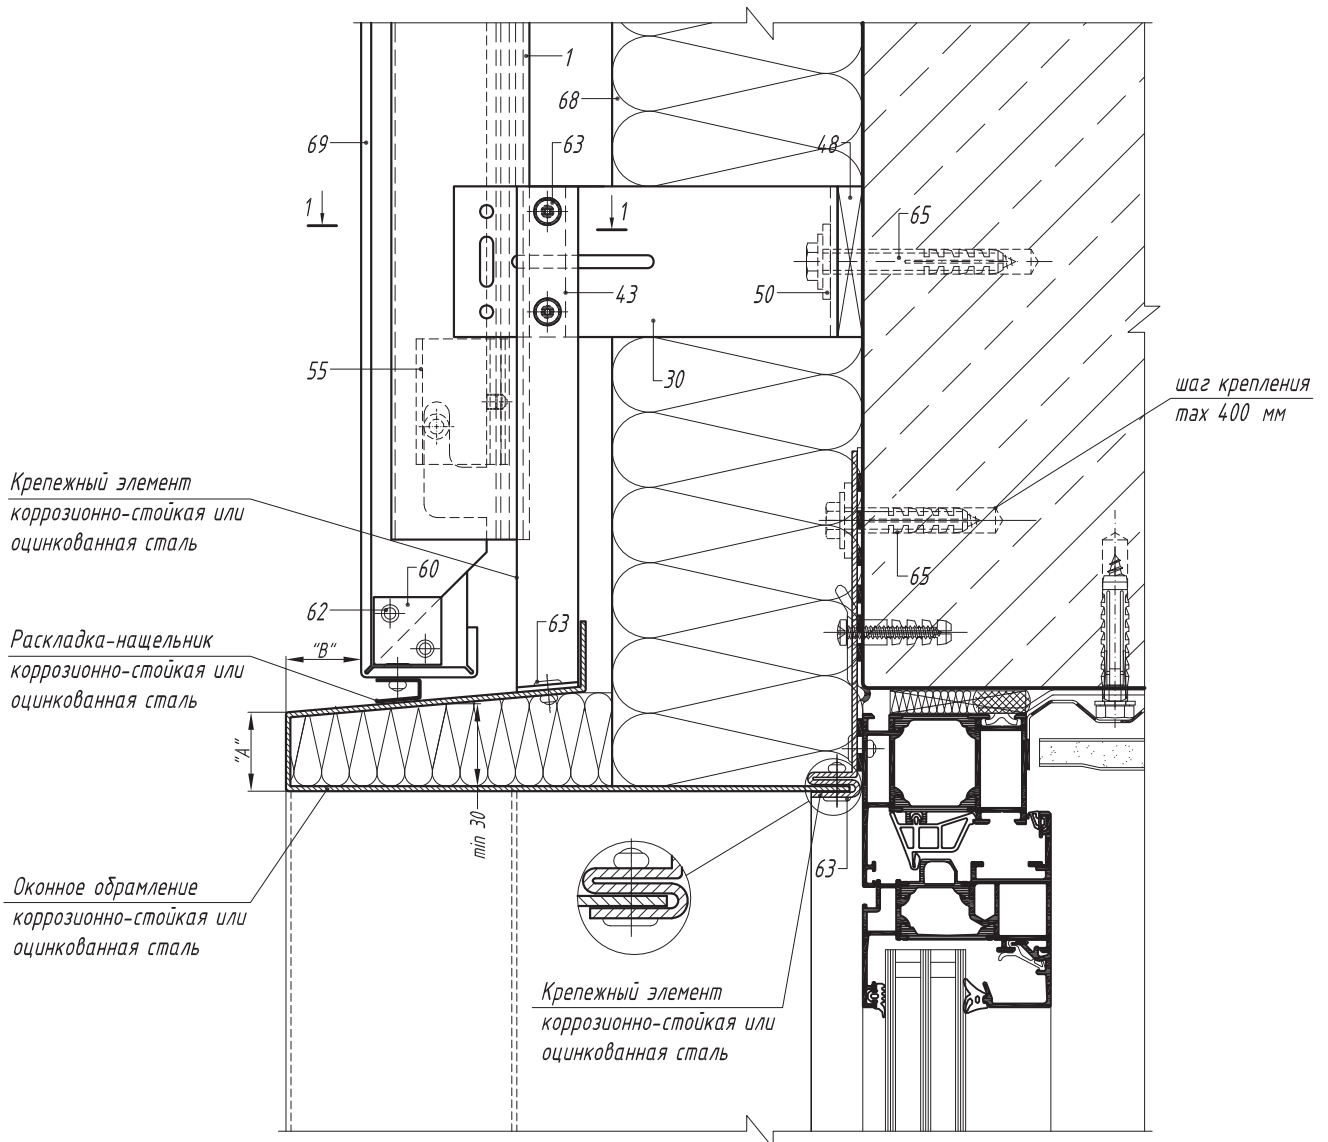 1
68
69
63
48
1
1
65
43
50
30
55
шаг крепления
max 400 мм
Крепежный элемент
коррозионно-стойкая или
оцинкованная сталь
65
60
62
63
Раскладка-нащельник
коррозионно-стойкая или
оцинкованная сталь
"В"
"А"
min 30
63
Оконное обрамление
коррозионно-стойкая или
оцинкованная сталь
Крепежный элемент
коррозионно-стойкая или
оцинкованная сталь